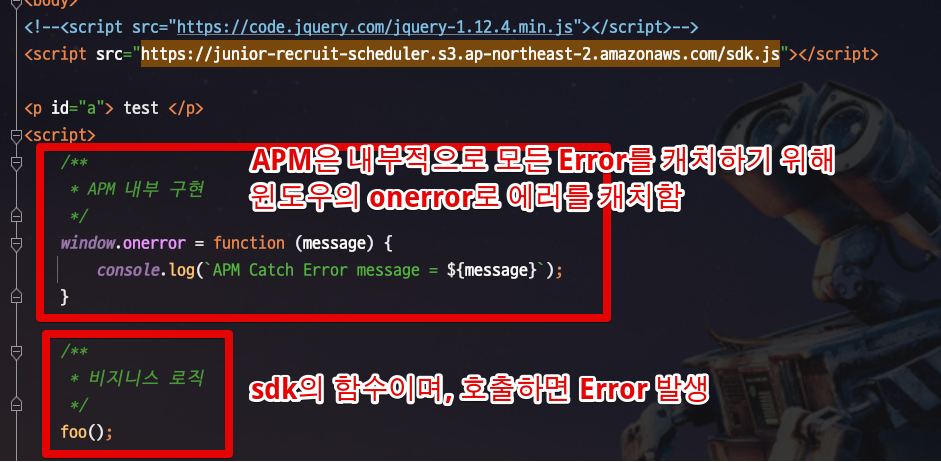 <body>
<!--<script src="https://code.jquery.com/jquery-1.12.4.min.js"></script>-->
<script src="https://junior-recruit-scheduler.s3.ap-northeast-2.amazonaws.com/sdk.js"></script>
<p id="a"> test </p>
<script>
/**
* APM 내부 구현
*/
APM은 내부적으로 모든 Error를 캐치하기 위해
윈도우의 onerror로 에러를 캐치함
window.onerror = function (message) {
console.log(`APM Catch Error message = ${message}`);
}
/**
* 비지니스 로직
*/
foo();
sdk의 함수이며, 호출하면 Error 발생